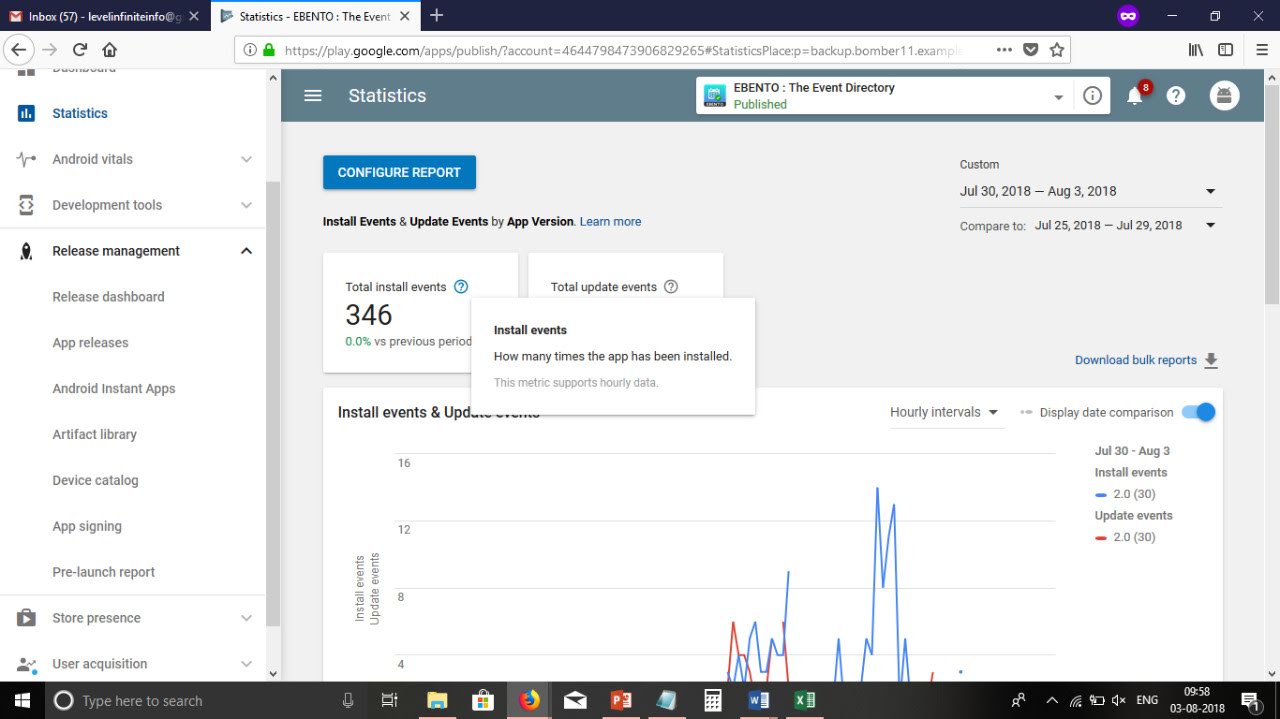 Inbox (57) - levelinfiniteinfo@g
Statistics - EBENTO : The Event
https://play.google.com/apps/publish/?account=4644798473906829265#StatisticsPlace:p=backup.bomber11.example
Dashboard
Statistics
Android vitals
Development tools
Release management
Release dashboard
App releases
Android Instant Apps
Artifact library
Device catalog
App signing
Pre-launch report
Store presence
User acquisition
Statistics
EBENTO : The Event Directory
Published
8
CONFIGURE REPORT
Custom
Jul 30, 2018 — Aug 3, 2018
Compare to: Jul 25, 2018 — Jul 29, 2018
Install Events & Update Events by App Version. Learn more
Total install events
346
0.0% vs previous period
Total update events
Install events
How many times the app has been installed.
This metric supports hourly data.
Download bulk reports
Install events & Update events
Hourly intervals
Display date comparison
16
12
8
4
Install events
Update events
Jul 30 - Aug 3
Install events
2.0 (30)
Update events
2.0 (30)
Type here to search
ENG
09:58
03-08-2018
1